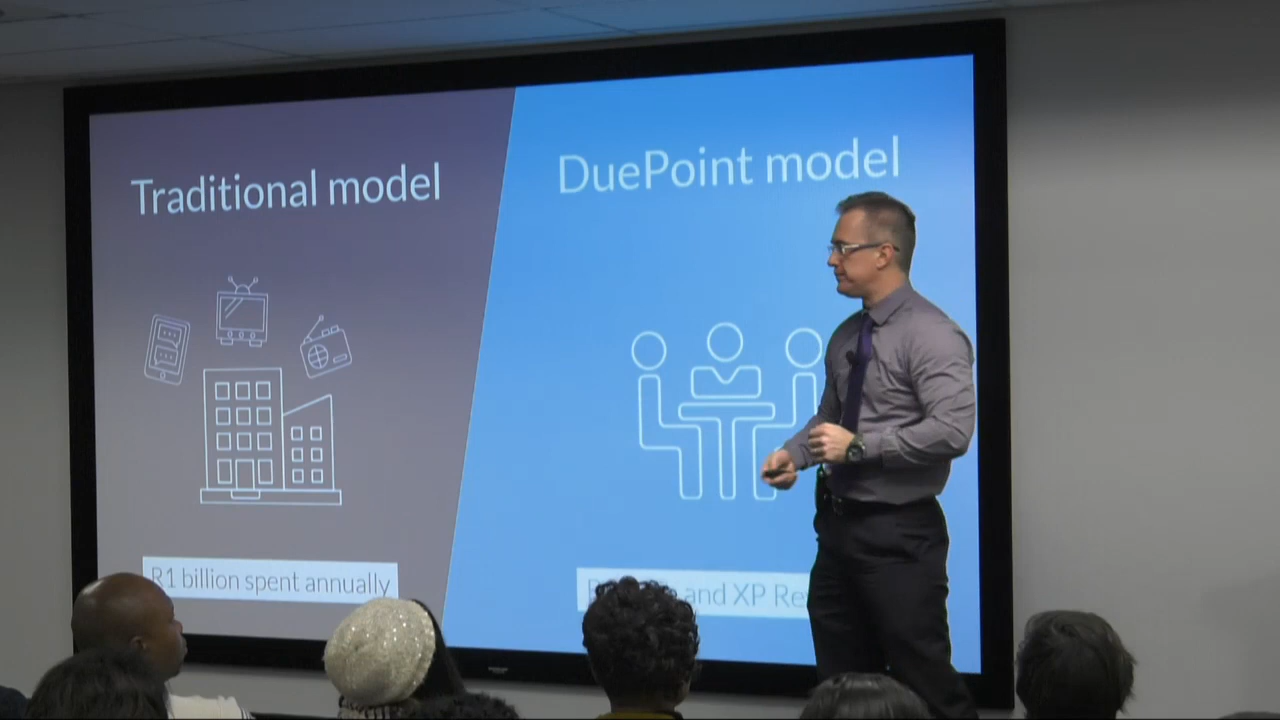 Traditional model
DuePoint model
R1 billion spent annually
and XP